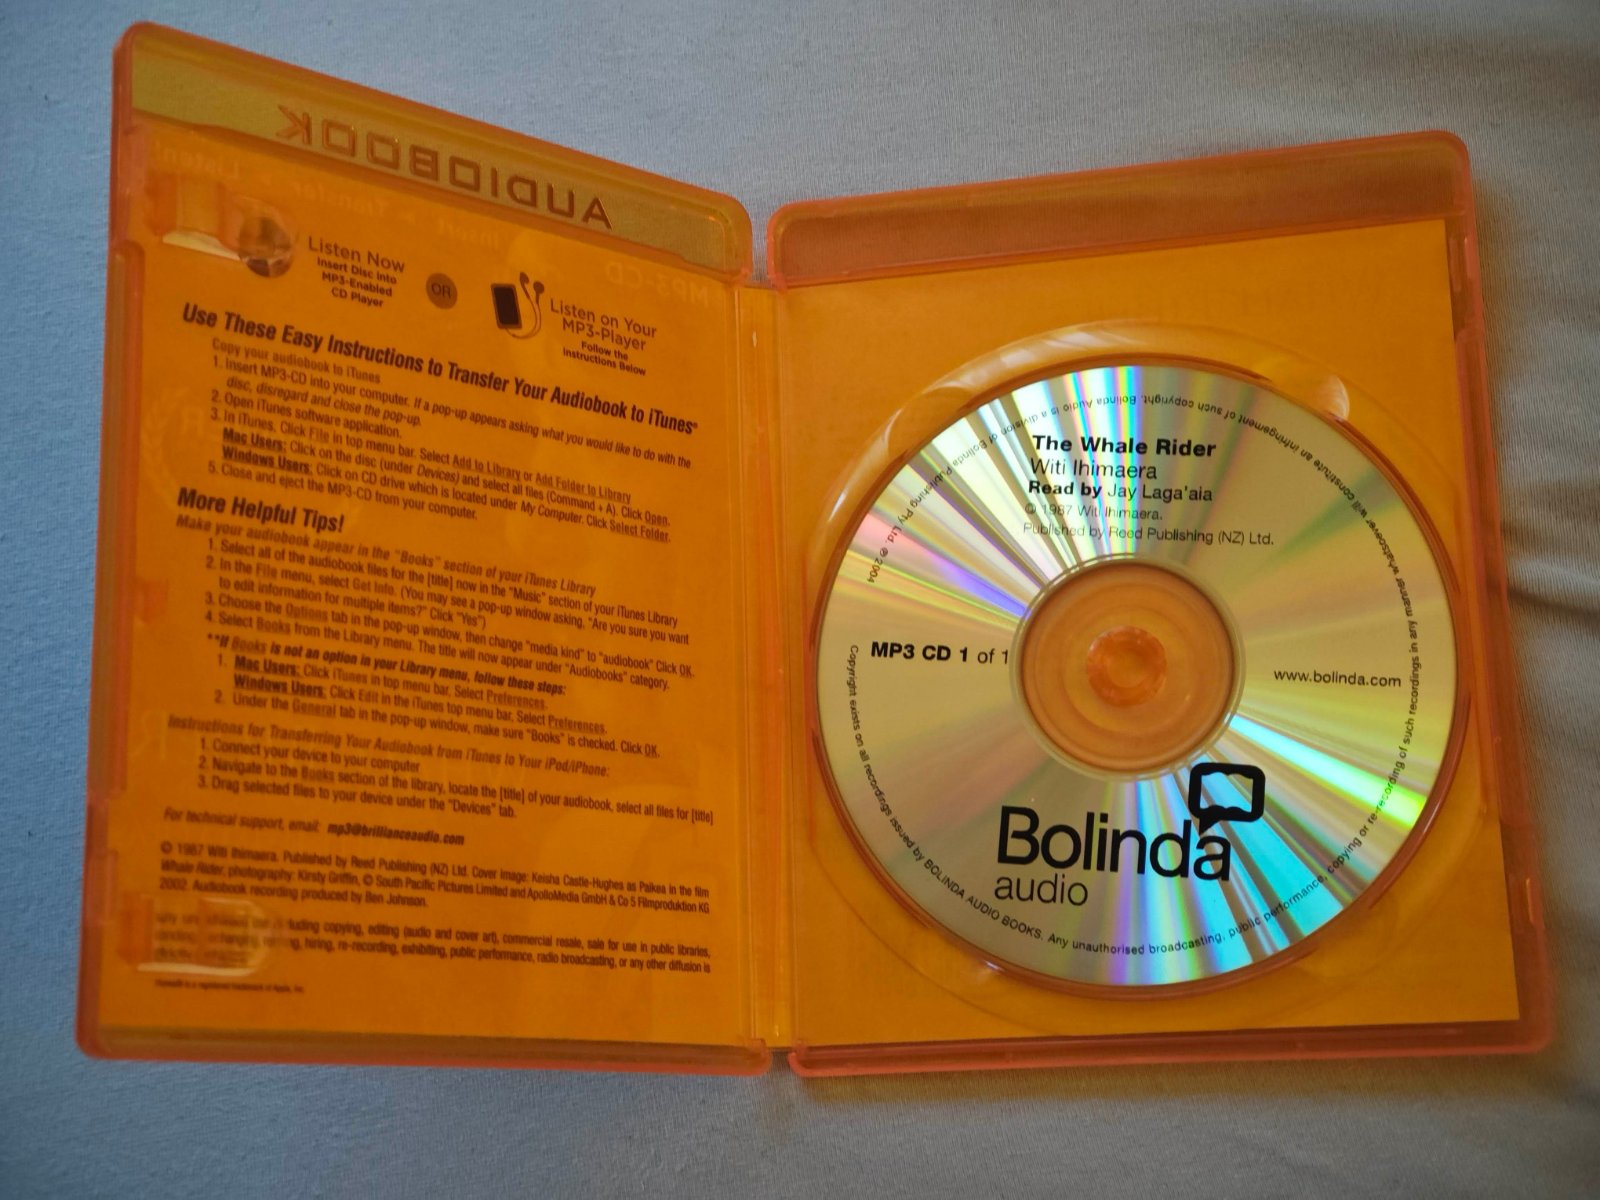 AUDIOBOOK
Listen Now
Insert Disc into
MP3-Enabled
CD Player
OR
Listen on Your
MP3-Player
Follow the
Instructions Below
Use These Easy Instructions to Transfer Your Audiobook to iTunes®
Copy your audiobook to iTunes
1. Insert MP3-CD into your computer. If a pop-up appears asking what you would like to do with the
disc, disregard and close the pop-up.
2. Open iTunes software application.
3. In iTunes, Click File in top menu bar. Select Add to Library or Add Folder to Library
Mac Users: Click on the disc (under Devices) and select all files (Command + A). Click Open.
Windows Users: Click on CD drive which is located under My Computer. Click Select Folder.
5. Close and eject the MP3-CD from your computer.
More Helpful Tips!
Make your audiobook appear in the "Books" section of your iTunes Library
1. Select all of the audiobook files for the [title] now in the "Music" section of your iTunes Library
2. In the File menu, select Get Info. (You may see a pop-up window asking, "Are you sure you want
to edit information for multiple items?" Click "Yes")
3. Choose the Options tab in the pop-up window, then change "media kind" to "audiobook" Click OK.
4. Select Books from the Library menu. The title will now appear under "Audiobooks" category.
**If Books is not an option in your Library menu, follow these steps:
1. Mac Users: Click iTunes in top menu bar. Select Preferences.
Windows Users: Click Edit in the iTunes top menu bar. Select Preferences.
2. Under the General tab in the pop-up window, make sure "Books" is checked. Click OK.
Instructions for Transferring Your Audiobook from iTunes to Your iPod/iPhone:
1. Connect your device to your computer
2. Navigate to the Books section of the library, locate the [title] of your audiobook, select all files for [title]
3. Drag selected files to your device under the "Devices" tab.
For technical support, email: mp3@brillianceaudio.com
© 1987 Witi Ihimaera. Published by Reed Publishing (NZ) Ltd. Cover image: Keisha Castle-Hughes as Paikea in the film
Whale Rider, photography: Kirsty Griffin, © South Pacific Pictures Limited and ApolloMedia GmbH & Co 5 Filmproduktion KG
2002. Audiobook recording produced by Ben Johnson.
including copying, editing (audio and cover art), commercial resale, sale for use in public libraries,
hiring, re-recording, exhibiting, public performance, radio broadcasting, or any other diffusion is
iTunes® is a registered trademark of Apple, Inc.
The Whale Rider
Witi Ihimaera
Read by Jay Laga'aia
© 1987 Witi Ihimaera.
Published by Reed Publishing (NZ) Ltd.
MP3 CD 1 of 1
www.bolinda.com
Bolinda
audio
Copyright exists on all recordings issued by BOLINDA AUDIO BOOKS. Any unauthorised broadcasting, public performance, copying or re-recording of such recordings in any manner whatsoever will constitute an infringement of such copyright. Bolinda Audio is a division of Bolinda Publishing Pty Ltd. ℗ 2004